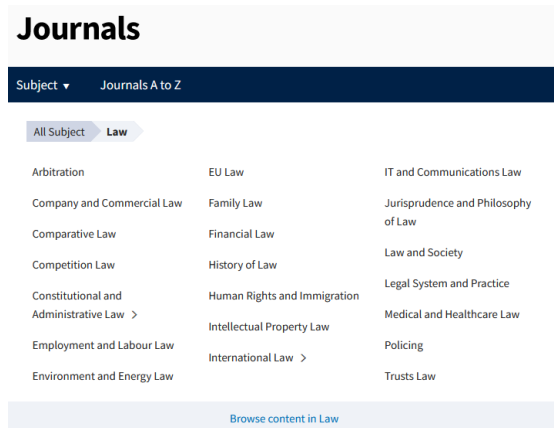 Journals
Subject ▾ Journals A to Z
All Subject Law
Arbitration
Company and Commercial Law
Comparative Law
Competition Law
Constitutional and
Administrative Law >
Employment and Labour Law
Environment and Energy Law
EU Law
Family Law
Financial Law
History of Law
Human Rights and Immigration
Intellectual Property Law
International Law >
IT and Communications Law
Jurisprudence and Philosophy
of Law
Law and Society
Legal System and Practice
Medical and Healthcare Law
Policing
Trusts Law
Browse content in Law